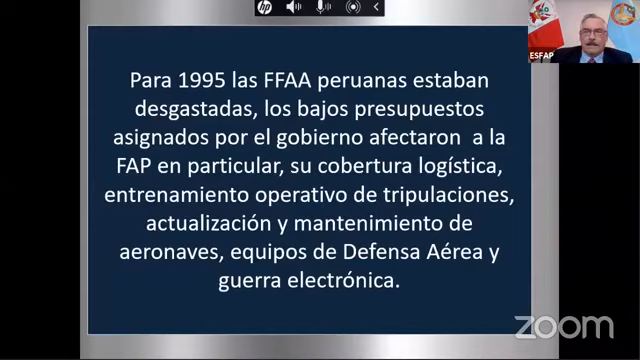 hp
ESFAP
Para 1995 las FFAA peruanas estaban
desgastadas, los bajos presupuestos
asignados por el gobierno afectaron a la
FAP en particular, su cobertura logística,
entrenamiento operativo de tripulaciones,
actualización y mantenimiento de
aeronaves, equipos de Defensa Aérea y
guerra electrónica.
zoom